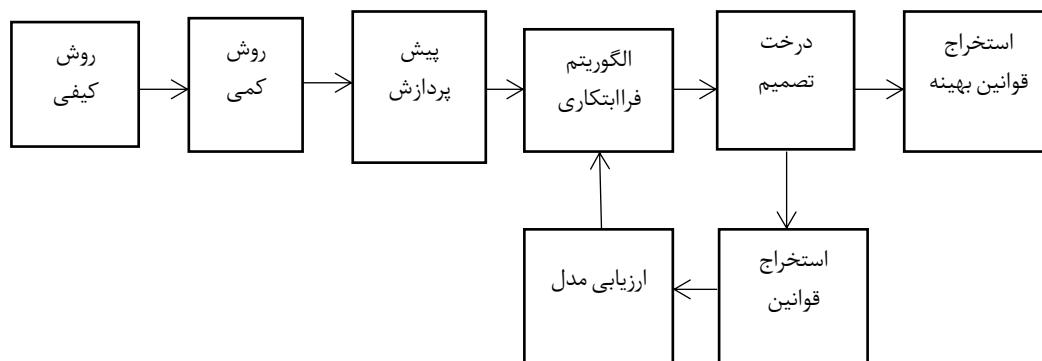 روش
کیفی
روش
کمی
پیش
پردازش
الگوریتم
فراابتکاری
درخت
تصمیم
استخراج
قوانین بهینه
ارزیابی مدل
استخراج
قوانین